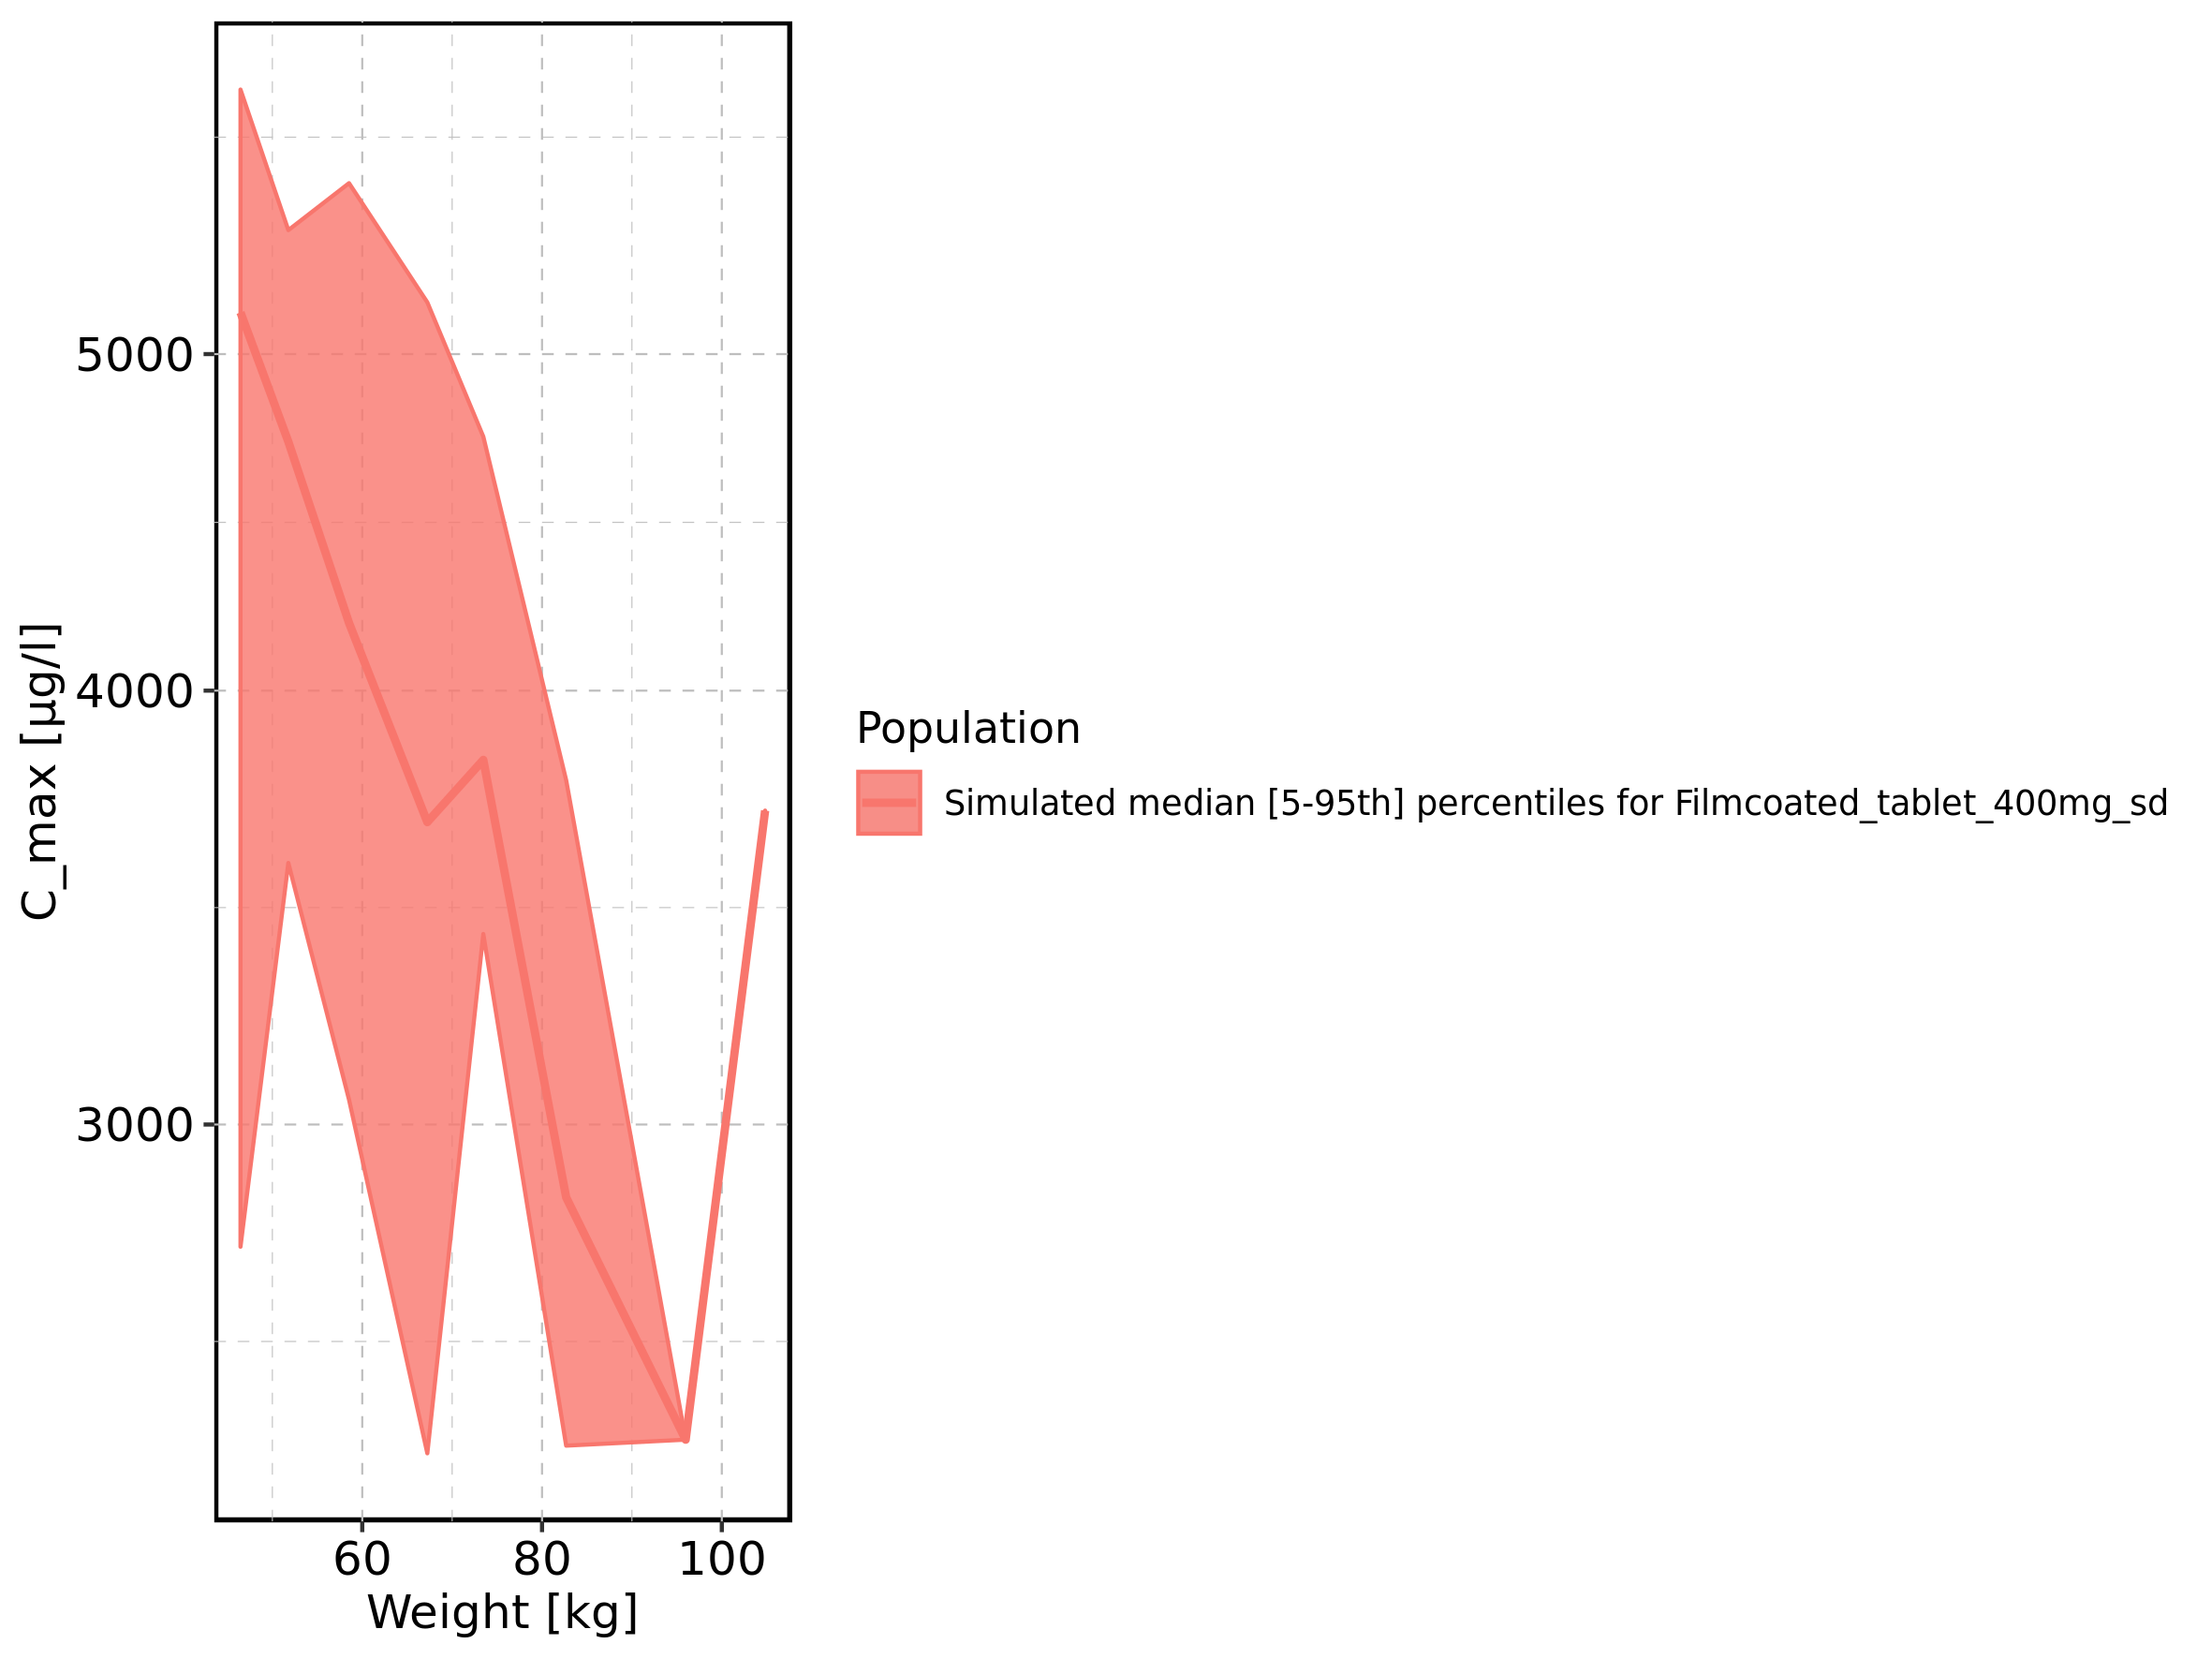 5000
4000
3000
C_max [µg/l]
60 80 100
Weight [kg]
Population
Simulated median [5-95th] percentiles for Filmcoated_tablet_400mg_sd